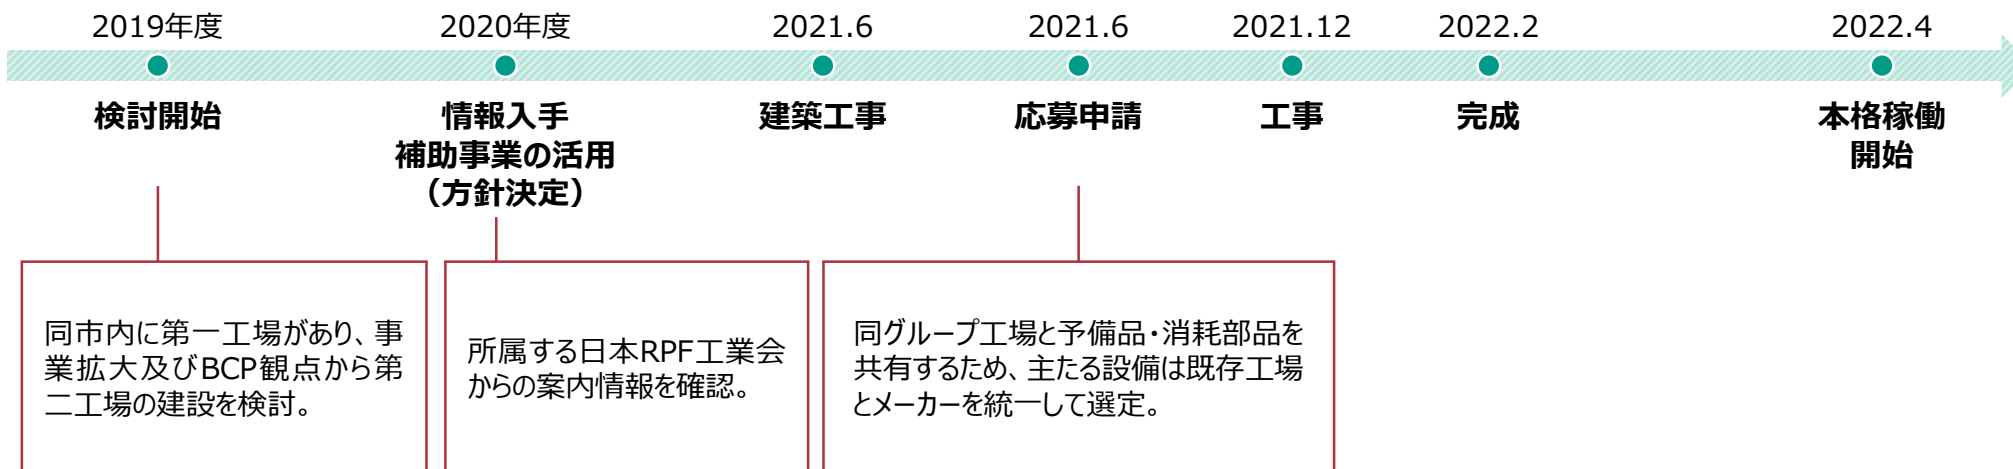 2019年度
2020年度
2021.6
2021.6
2021.12
2022.2
2022.4
検討開始
情報入手
補助事業の活用
（方針決定）
建築工事
応募申請
工事
完成
本格稼働
開始
同市内に第一工場があり、事
業拡大及びBCP観点から第
二工場の建設を検討。
所属する日本RPF工業会
からの案内情報を確認。
同グループ工場と予備品・消耗部品を
共有するため、主たる設備は既存工場
とメーカーを統一して選定。